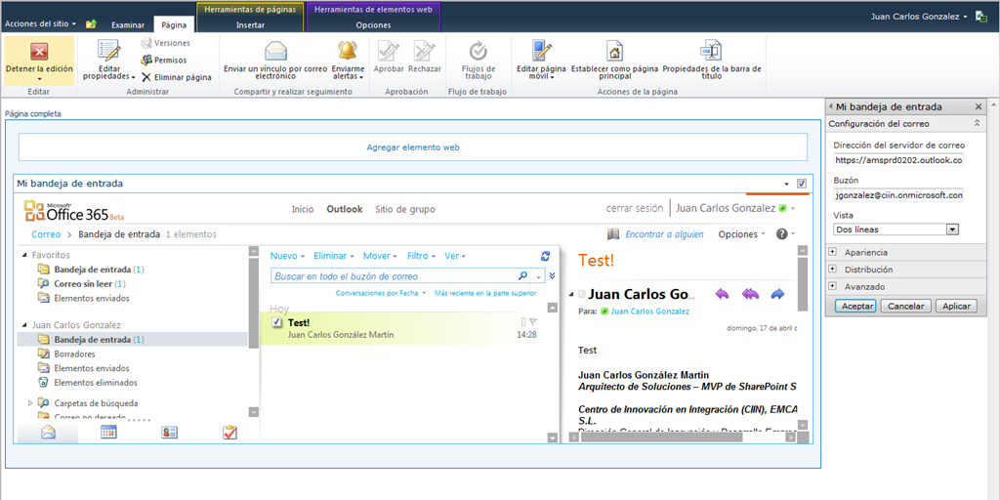 Herramientas de páginas
Herramientas de elementos web
Acciones del sitio
Examinar
Página
Insertar
Opciones
Juan Carlos Gonzalez
Detener la edición
Editar
Editar propiedades
Versiones
Permisos
Eliminar página
Administrar
Enviar un vínculo por correo electrónico
Enviarme alertas
Compartir y realizar seguimiento
Aprobar
Rechazar
Aprobación
Flujos de trabajo
Flujo de trabajo
Editar página móvil
Establecer como página principal
Propiedades de la barra de título
Acciones de la página
Página completa
Agregar elemento web
Mi bandeja de entrada
Microsoft
Office 365 Beta
Inicio
Outlook
Sitio de grupo
cerrar sesión
Juan Carlos Gonzalez
Correo > Bandeja de entrada 1 elementos
Encontrar a alguien
Opciones
Favoritos
Bandeja de entrada (1)
Correo sin leer (1)
Elementos enviados
Juan Carlos Gonzalez
Bandeja de entrada (1)
Borradores
Elementos enviados
Elementos eliminados
Carpetas de búsqueda
Correo no deseado
Nuevo
Eliminar
Mover
Filtro
Ver
Buscar en todo el buzón de correo
Conversaciones por Fecha
Más reciente en la parte superior
Hoy
Test!
Juan Carlos González Martín
14:28
Test!
Juan Carlos Go...
Para: Juan Carlos Gonzalez
domingo, 17 de abril c
Test
Juan Carlos González Martín
Arquitecto de Soluciones – MVP de SharePoint S
Centro de Innovación en Integración (CIIN), EMCA
S.L.
Dirección General de Innovación y Desarrollo Empre
Mi bandeja de entrada
Configuración del correo
Dirección del servidor de correo
https://amsprd0202.outlook.co
Buzón
jgonzalez@ciin.onmicrosoft.con
Vista
Dos líneas
Apariencia
Distribución
Avanzado
Aceptar
Cancelar
Aplicar